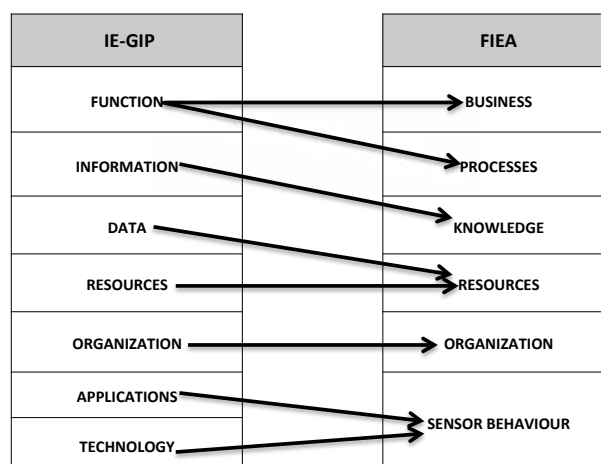 IE-GIP
FIEA
FUNCTION
BUSINESS
PROCESSES
INFORMATION
KNOWLEDGE
DATA
RESOURCES
RESOURCES
ORGANIZATION
ORGANIZATION
APPLICATIONS
SENSOR BEHAVIOUR
TECHNOLOGY